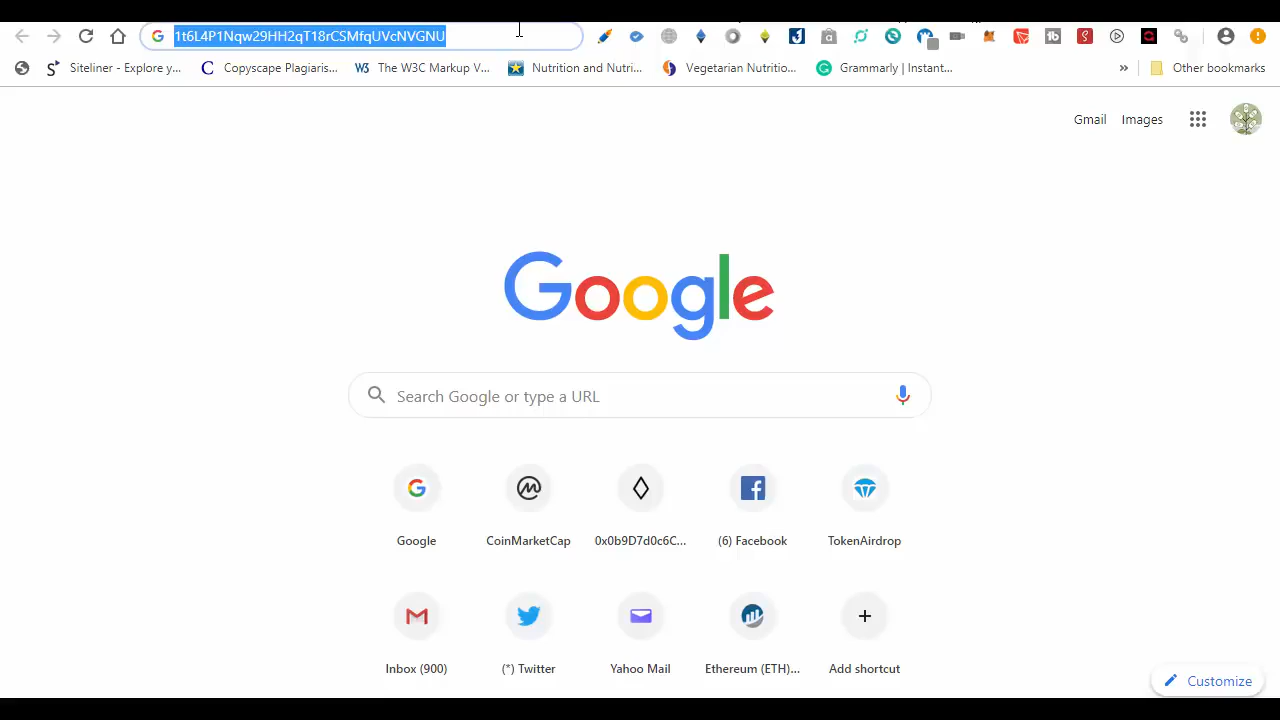 1t6L4P1Nqw29HH2qT18rCSMfqUVcNVGNU
Siteliner - Explore y... Copyscape Plagiaris... W3 The W3C Markup V... Nutrition and Nutri... Vegetarian Nutritio... Grammarly | Instant... » Other bookmarks
Gmail Images
Google
Search Google or type a URL
Google CoinMarketCap 0x0b9D7d0c6C... (6) Facebook TokenAirdrop
Inbox (900) (*) Twitter Yahoo Mail Ethereum (ETH)... Add shortcut
Customize